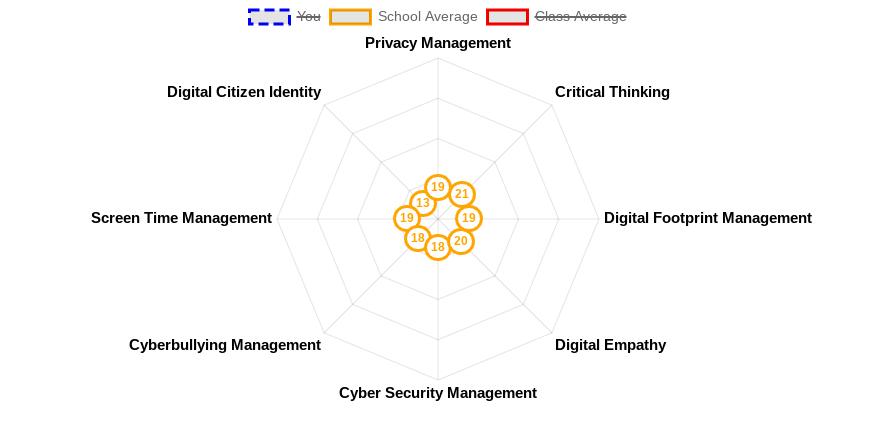 You School Average Class Average
Privacy Management
Digital Citizen Identity Critical Thinking
19
21
13
Screen Time Management 19 19 Digital Footprint Management
18 20
18
Cyberbullying Management Digital Empathy
Cyber Security Management